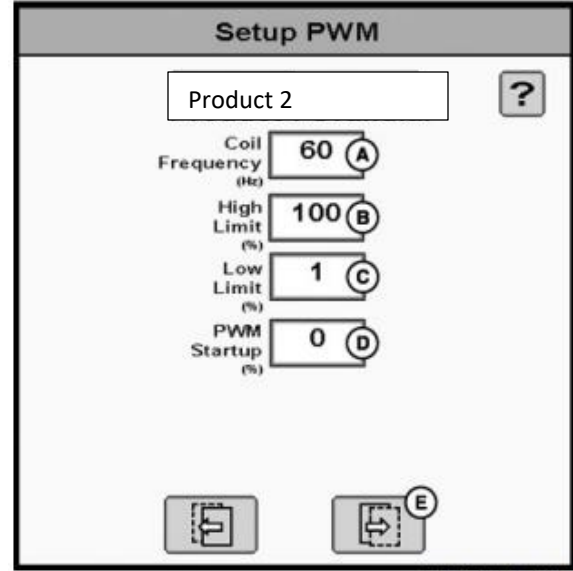 Setup PWM
Product 2
?
Coil
Frequency
(Hz)
60
A
High
Limit
(%)
100
B
Low
Limit
(%)
1
C
PWM
Startup
(%)
0
D
E